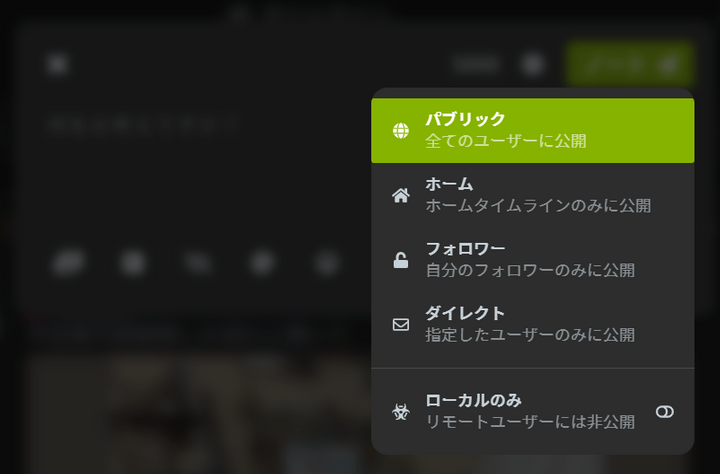 パブリック
全てのユーザーに公開
ホーム
ホームタイムラインのみに公開
フォロワー
自分のフォロワーのみに公開
ダイレクト
指定したユーザーのみに公開
ローカルのみ
リモートユーザーには非公開